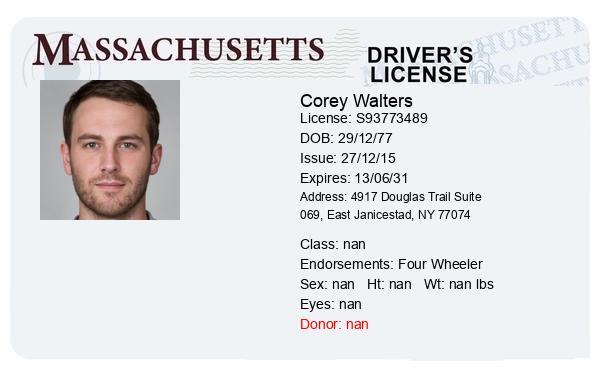 MASSACHUSETTS
DRIVER'S
LICENSE
Corey Walters
License: S93773489
DOB: 29/12/77
Issue: 27/12/15
Expires: 13/06/31
Address: 4917 Douglas Trail Suite
069, East Janicestad, NY 77074
Class: nan
Endorsements: Four Wheeler
Sex: nan Ht: nan Wt: nan lbs
Eyes: nan
Donor: nan